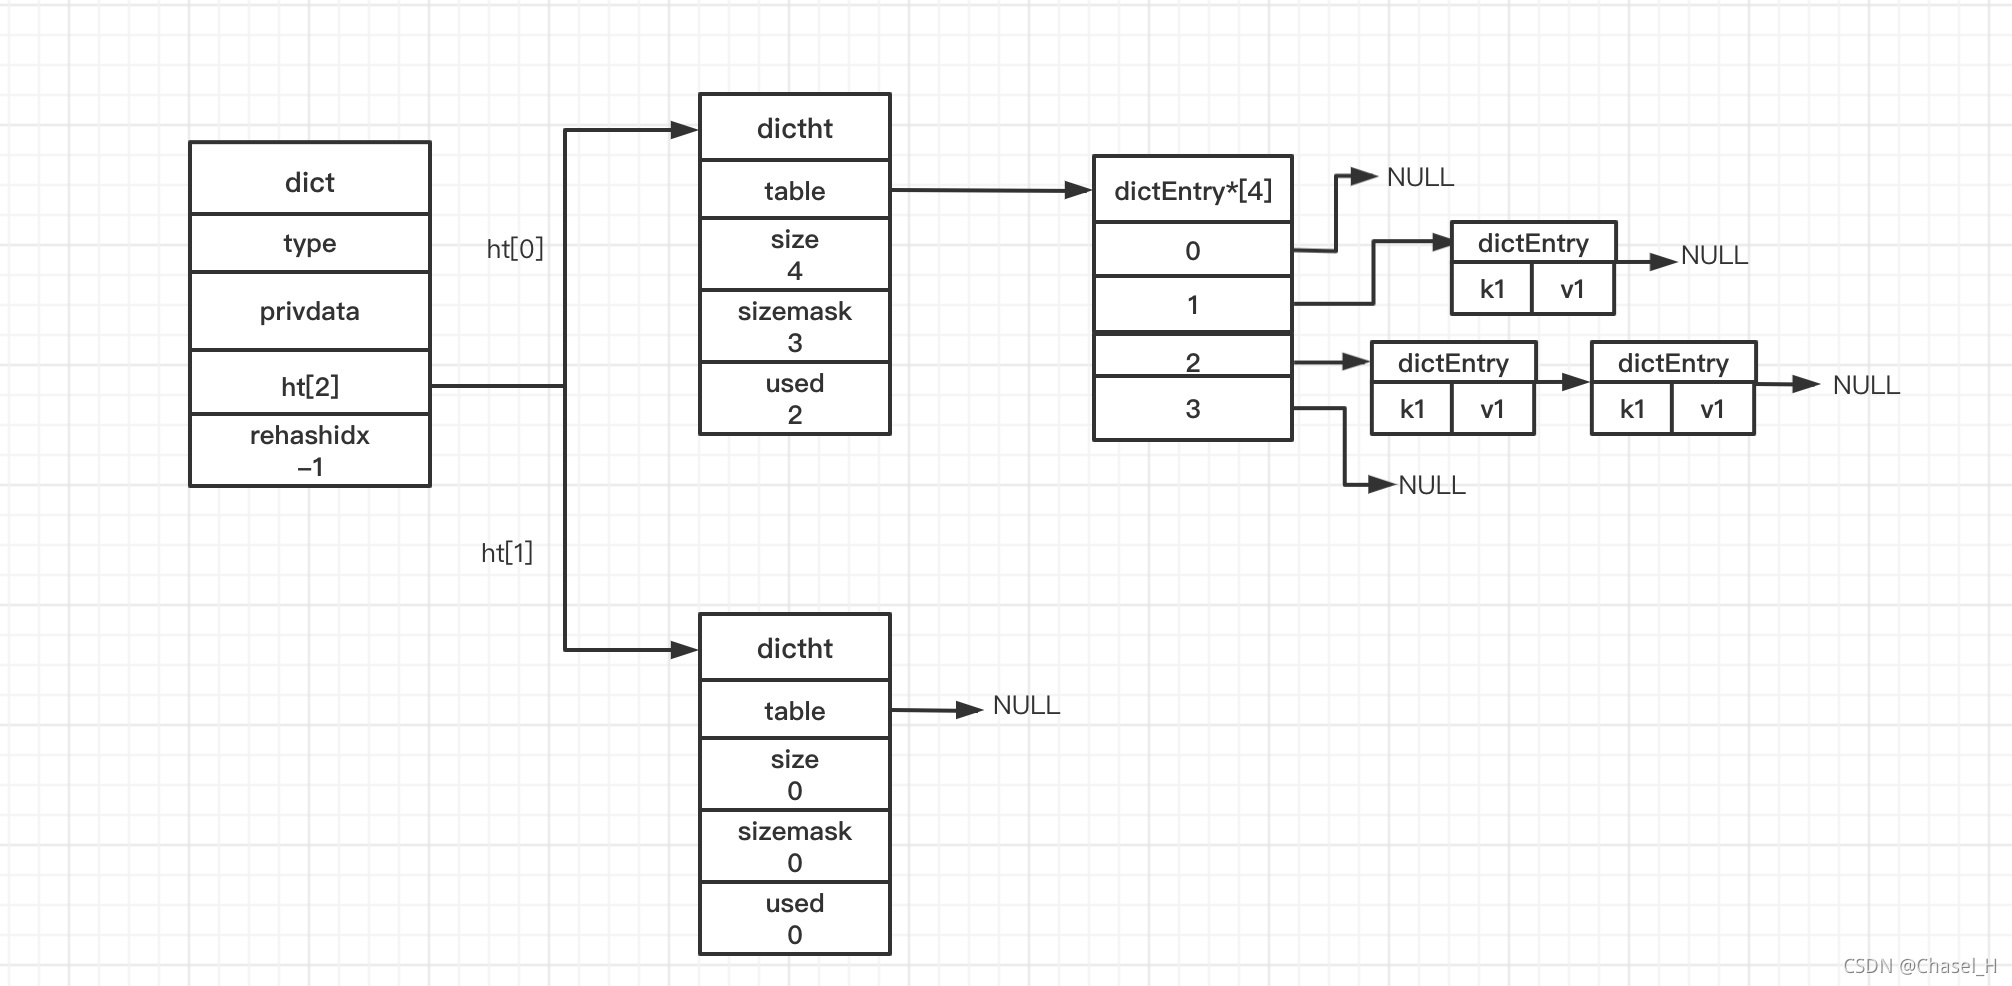 dict
type
privdata
ht[2]
rehashidx
–1
ht[0]
ht[1]
dictht
table
size
4
sizemask
3
used
2
dictEntry*[4]
0
1
2
3
NULL
dictEntry
k1 v1
NULL
dictEntry
k1 v1
dictEntry
k1 v1
NULL
NULL
dictht
table
size
0
sizemask
0
used
0
NULL
CSDN @Chasel_H